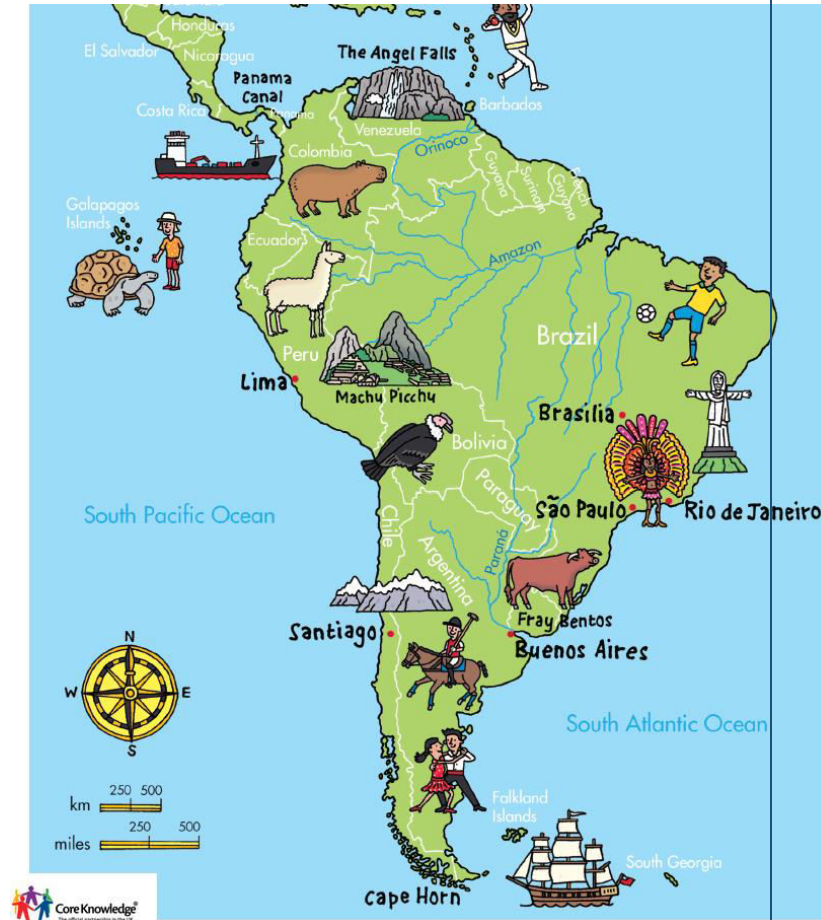 Honduras
El Salvador
Nicaragua
The Angel Falls
Panama
Canal
Costa Rica
Panama
Barbados
Venezuela
Orinoco
Colombia
Guyana
Surinam
French
Guyana
Galapagos
Islands
Ecuador
Amazon
Brazil
Peru
Lima
Machu Picchu
Brasília
Bolivia
Paraguay
São Paulo
Rio de Janeiro
South Pacific Ocean
Chile
Argentina
Paraná
Fray Bentos
Santiago
Buenos Aires
N
W
E
S
South Atlantic Ocean
250 500
km
miles
250 500
Falkland
Islands
South Georgia
Cape Horn
Core Knowledge®